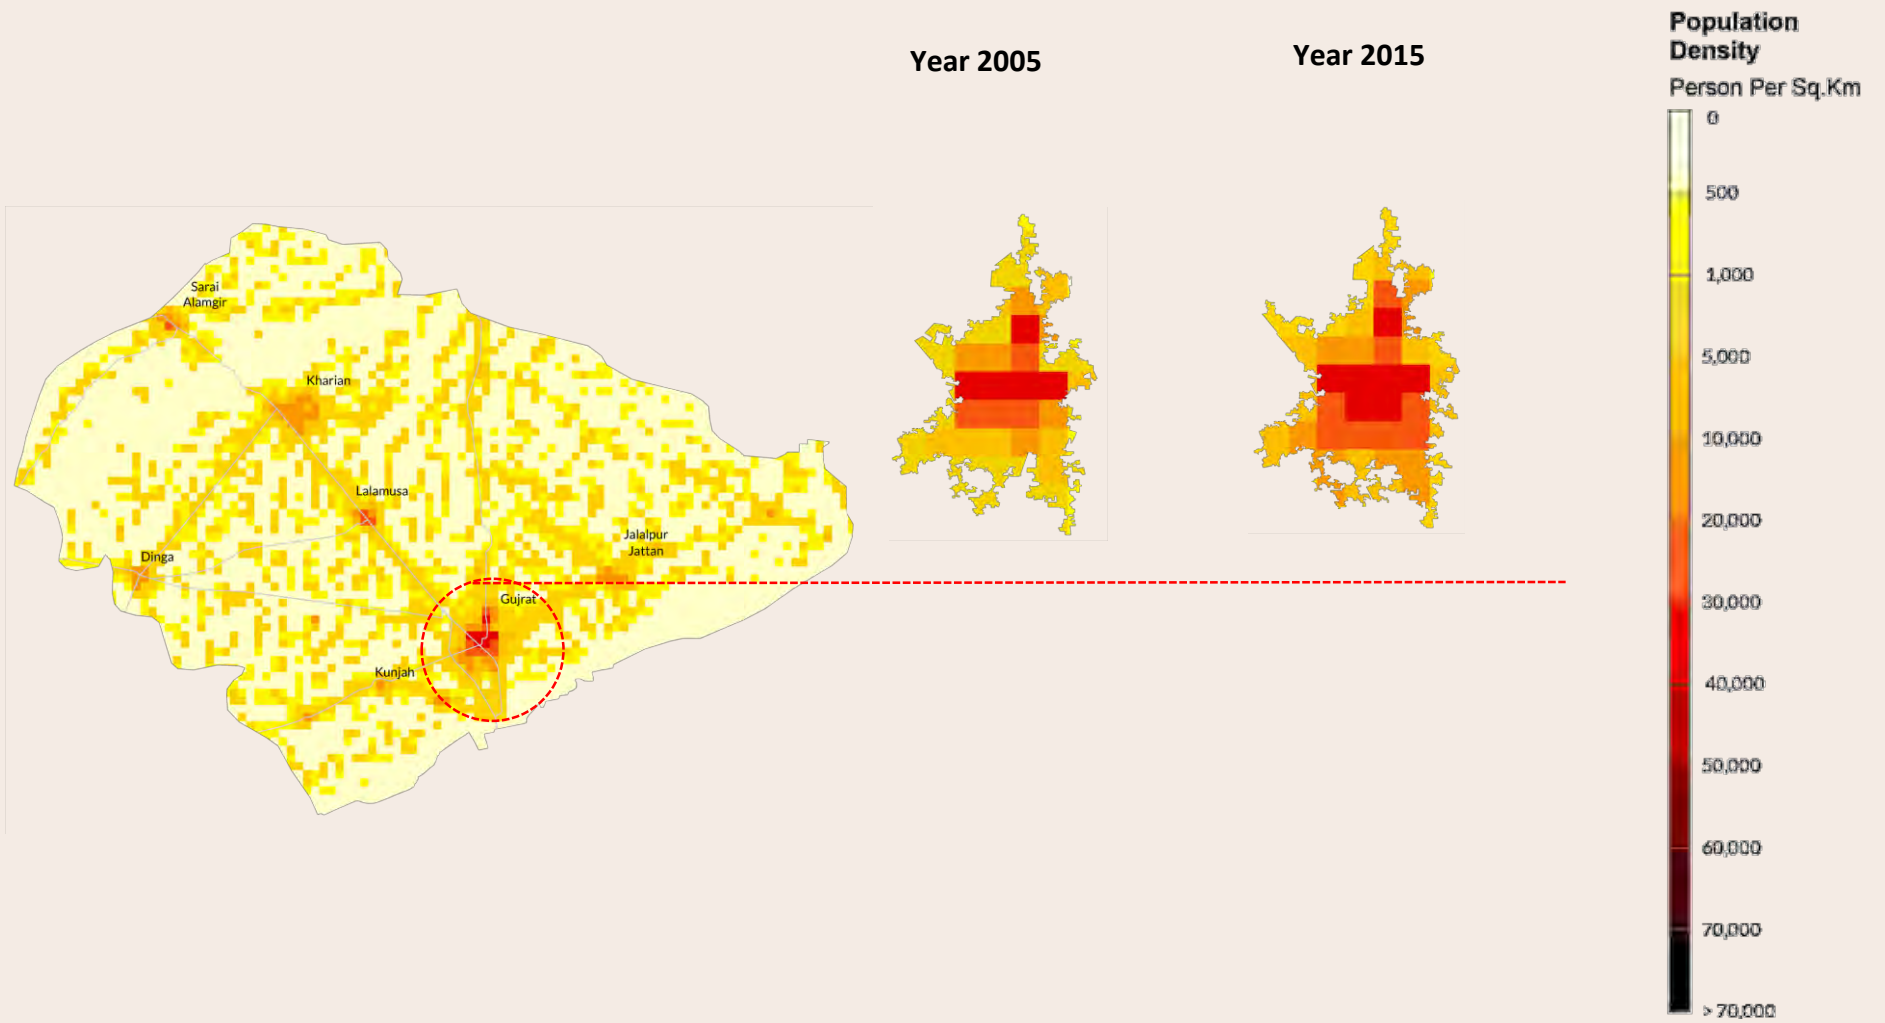 Year 2005
Year 2015
Population
Density
Person Per Sq.Km
0
500
1,000
5,000
10,000
20,000
30,000
40,000
50,000
60,000
70,000
> 70,000
Sarai
Alamgir
Kharian
Lalamusa
Jalalpur
Jattan
Dinga
Gujrat
Kunjah